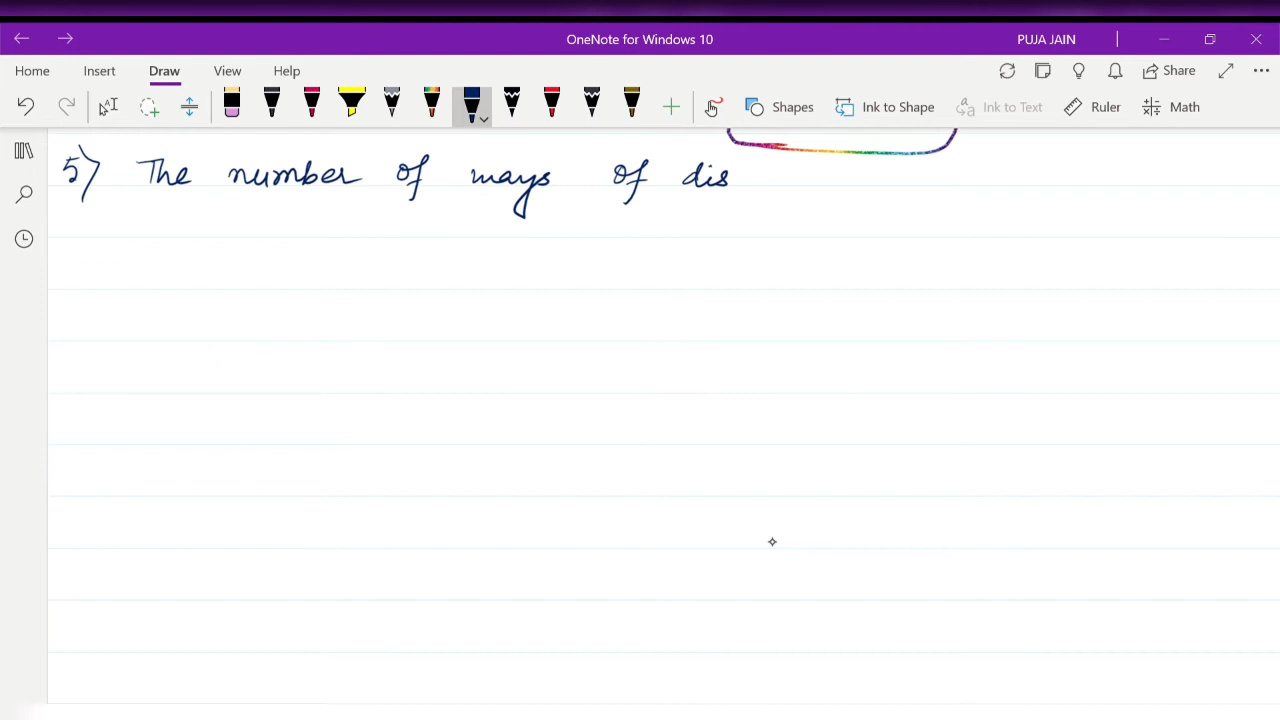 OneNote for Windows 10
PUJA JAIN
Home Insert Draw View Help
Share
Shapes Ink to Shape Ink to Text Ruler Math
5) The number of ways of dis